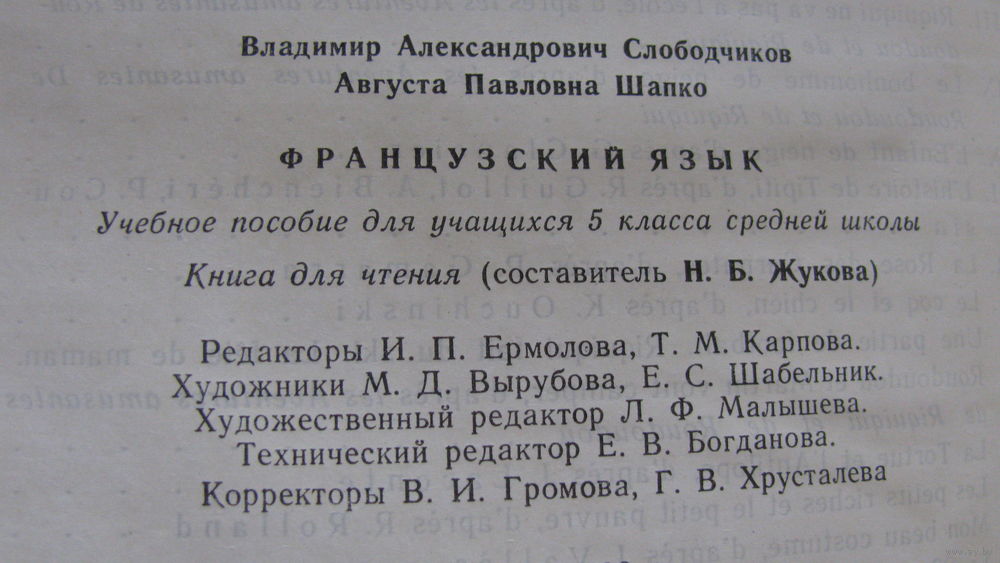 Владимир Александрович Слободчиков
Августа Павловна Шапко
ФРАНЦУЗСКИЙ ЯЗЫК
Учебное пособие для учащихся 5 класса средней школы
Книга для чтения (составитель Н. Б. Жукова)
Редакторы И. П. Ермолова, Т. М. Карпова.
Художники М. Д. Вырубова, Е. С. Шабельник.
Художественный редактор Л. Ф. Малышева.
Технический редактор Е. В. Богданова.
Корректоры В. И. Громова, Г. В. Хрусталева